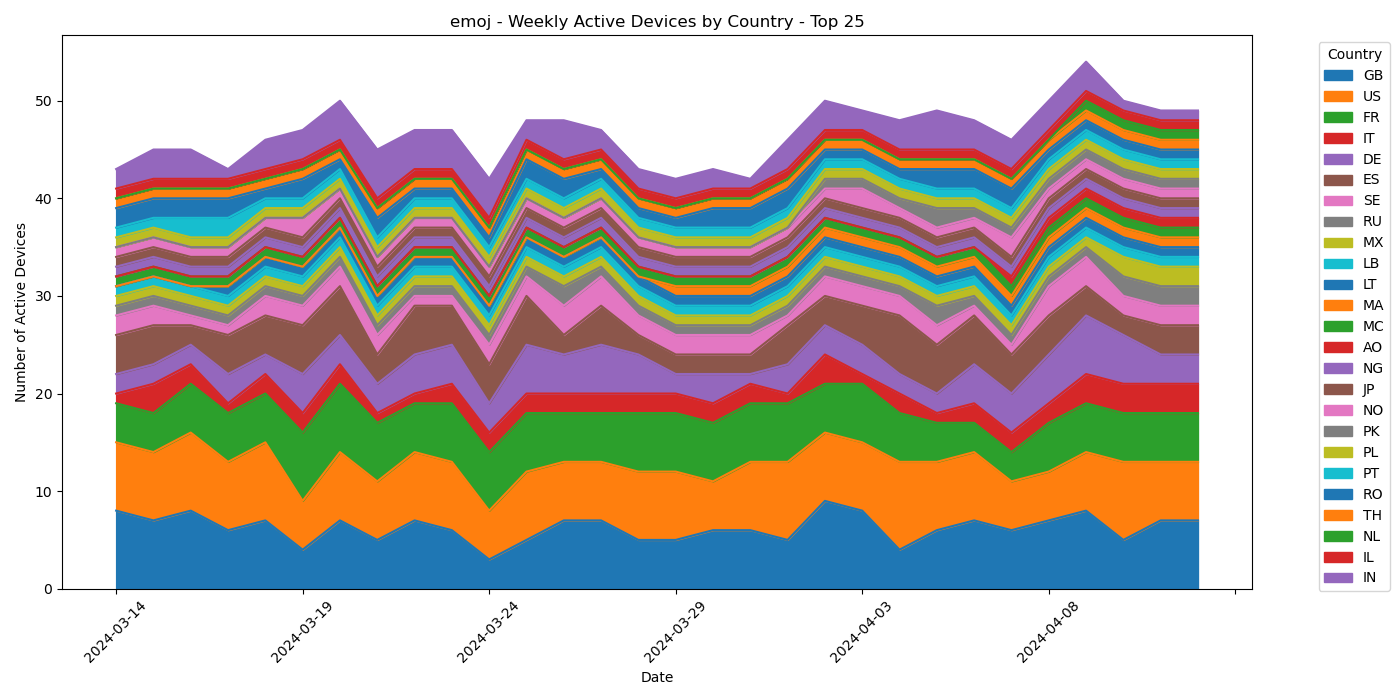 emoj - Weekly Active Devices by Country - Top 25
Number of Active Devices
50
40
30
20
10
0
2024-03-14
2024-03-19
2024-03-24
2024-03-29
2024-04-03
2024-04-08
Date
Country
GB
US
FR
IT
DE
ES
SE
RU
MX
LB
LT
MA
MC
AO
NG
JP
NO
PK
PL
PT
RO
TH
NL
IL
IN